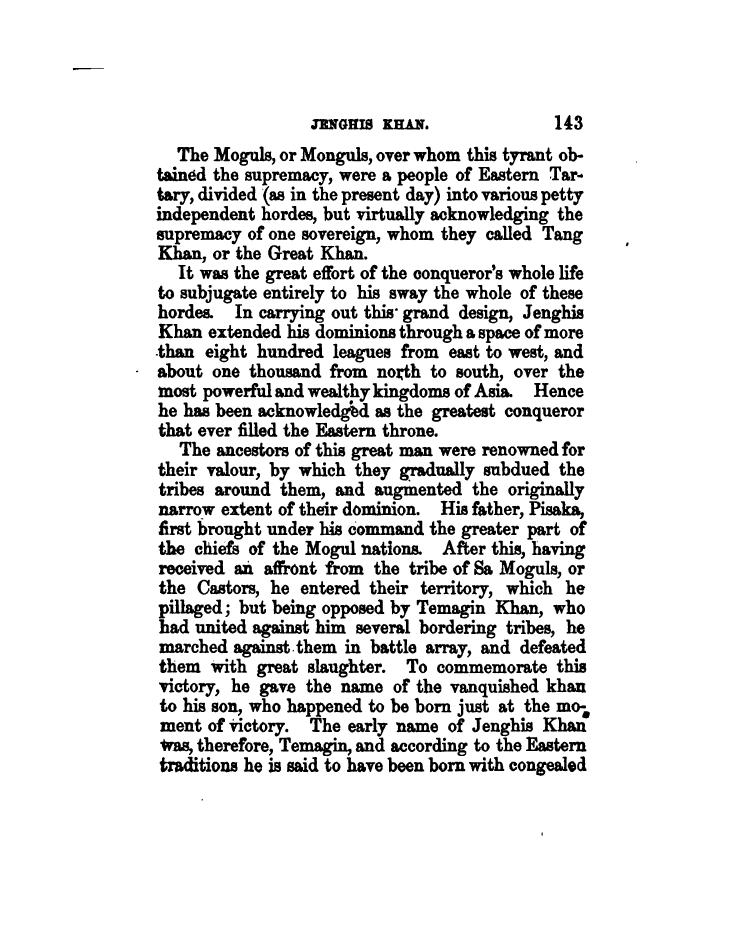 JENGHIS KHAN. 143
The Moguls, or Monguls, over whom this tyrant ob-
tained the supremacy, were a people of Eastern Tar-
tary, divided (as in the present day) into various petty
independent hordes, but virtually acknowledging the
supremacy of one sovereign, whom they called Tang
Khan, or the Great Khan.
It was the great effort of the conqueror's whole life
to subjugate entirely to his sway the whole of these
hordes. In carrying out this grand design, Jenghis
Khan extended his dominions through a space of more
than eight hundred leagues from east to west, and
about one thousand from north to south, over the
most powerful and wealthy kingdoms of Asia. Hence
he has been acknowledged as the greatest conqueror
that ever filled the Eastern throne.
The ancestors of this great man were renowned for
their valour, by which they gradually subdued the
tribes around them, and augmented the originally
narrow extent of their dominion. His father, Pisaka,
first brought under his command the greater part of
the chiefs of the Mogul nations. After this, having
received an affront from the tribe of Sa Moguls, or
the Castors, he entered their territory, which he
pillaged; but being opposed by Temagin Khan, who
had united against him several bordering tribes, he
marched against them in battle array, and defeated
them with great slaughter. To commemorate this
victory, he gave the name of the vanquished khan
to his son, who happened to be born just at the mo-
ment of victory. The early name of Jenghis Khan
was, therefore, Temagin, and according to the Eastern
traditions he is said to have been born with congealed